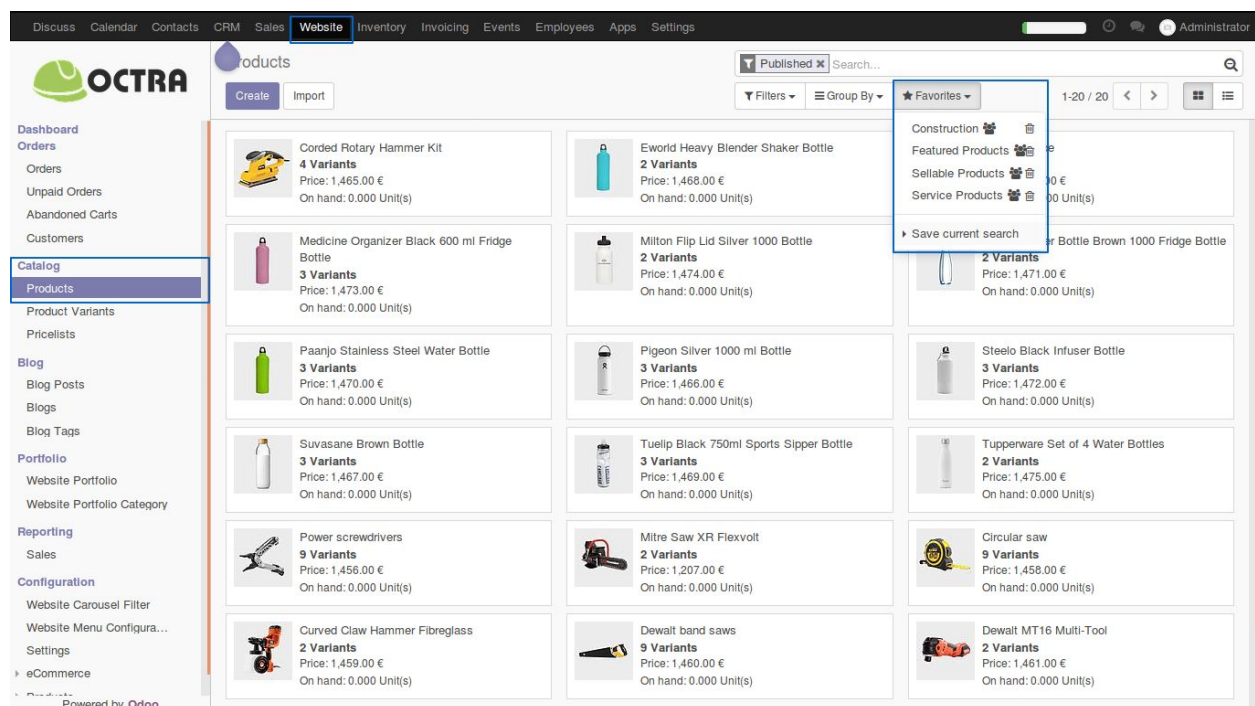 Discuss Calendar Contacts CRM Sales Website Inventory Invoicing Events Employees Apps Settings Administrator
OCTRA
Dashboard
Orders
Orders
Unpaid Orders
Abandoned Carts
Customers
Catalog
Products
Product Variants
Pricelists
Blog
Blog Posts
Blogs
Blog Tags
Portfolio
Website Portfolio
Website Portfolio Category
Reporting
Sales
Configuration
Website Carousel Filter
Website Menu Configura...
Settings
eCommerce
Powered by Odoo
roducts
Published Search...
Create Import
Filters Group By Favorites 1-20 / 20
Construction
Featured Products
Sellable Products
Service Products
Save current search
Corded Rotary Hammer Kit
4 Variants
Price: 1,465.00 €
On hand: 0.000 Unit(s)
Eworld Heavy Blender Shaker Bottle
2 Variants
Price: 1,468.00 €
On hand: 0.000 Unit(s)
e
00 €
00 Unit(s)
Medicine Organizer Black 600 ml Fridge
Bottle
3 Variants
Price: 1,473.00 €
On hand: 0.000 Unit(s)
Milton Flip Lid Silver 1000 Bottle
2 Variants
Price: 1,474.00 €
On hand: 0.000 Unit(s)
r Bottle Brown 1000 Fridge Bottle
2 Variants
Price: 1,471.00 €
On hand: 0.000 Unit(s)
Paanjo Stainless Steel Water Bottle
3 Variants
Price: 1,470.00 €
On hand: 0.000 Unit(s)
Pigeon Silver 1000 ml Bottle
3 Variants
Price: 1,466.00 €
On hand: 0.000 Unit(s)
Steelo Black Infuser Bottle
3 Variants
Price: 1,472.00 €
On hand: 0.000 Unit(s)
Suvasane Brown Bottle
3 Variants
Price: 1,467.00 €
On hand: 0.000 Unit(s)
Tuelip Black 750ml Sports Sipper Bottle
3 Variants
Price: 1,469.00 €
On hand: 0.000 Unit(s)
Tupperware Set of 4 Water Bottles
2 Variants
Price: 1,475.00 €
On hand: 0.000 Unit(s)
Power screwdrivers
9 Variants
Price: 1,456.00 €
On hand: 0.000 Unit(s)
Mitre Saw XR Flexvolt
2 Variants
Price: 1,207.00 €
On hand: 0.000 Unit(s)
Circular saw
9 Variants
Price: 1,458.00 €
On hand: 0.000 Unit(s)
Curved Claw Hammer Fibreglass
2 Variants
Price: 1,459.00 €
On hand: 0.000 Unit(s)
Dewalt band saws
9 Variants
Price: 1,460.00 €
On hand: 0.000 Unit(s)
Dewalt MT16 Multi-Tool
2 Variants
Price: 1,461.00 €
On hand: 0.000 Unit(s)